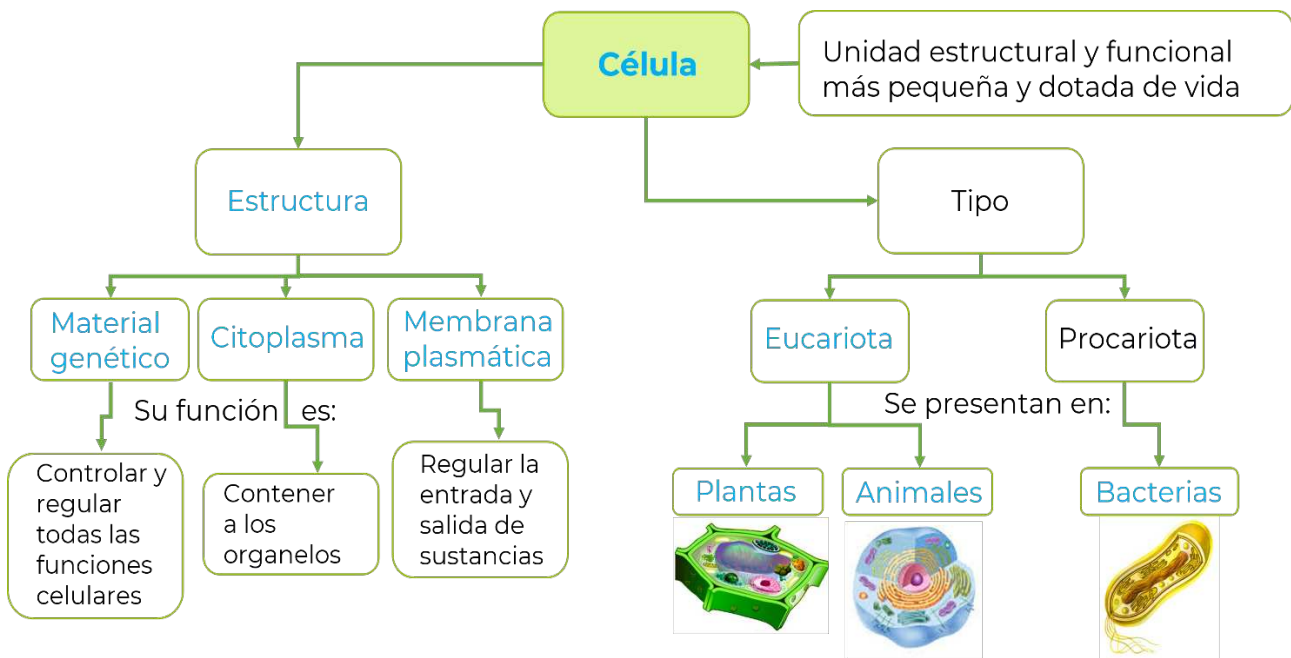 Célula
Unidad estructural y funcional
más pequeña y dotada de vida
Estructura
Tipo
Material
genético
Citoplasma
Membrana
plasmática
Eucariota
Procariota
Su función es:
Se presentan en:
Controlar y
regular
todas las
funciones
celulares
Contener
a los
organelos
Regular la
entrada y
salida de
sustancias
Plantas
Animales
Bacterias